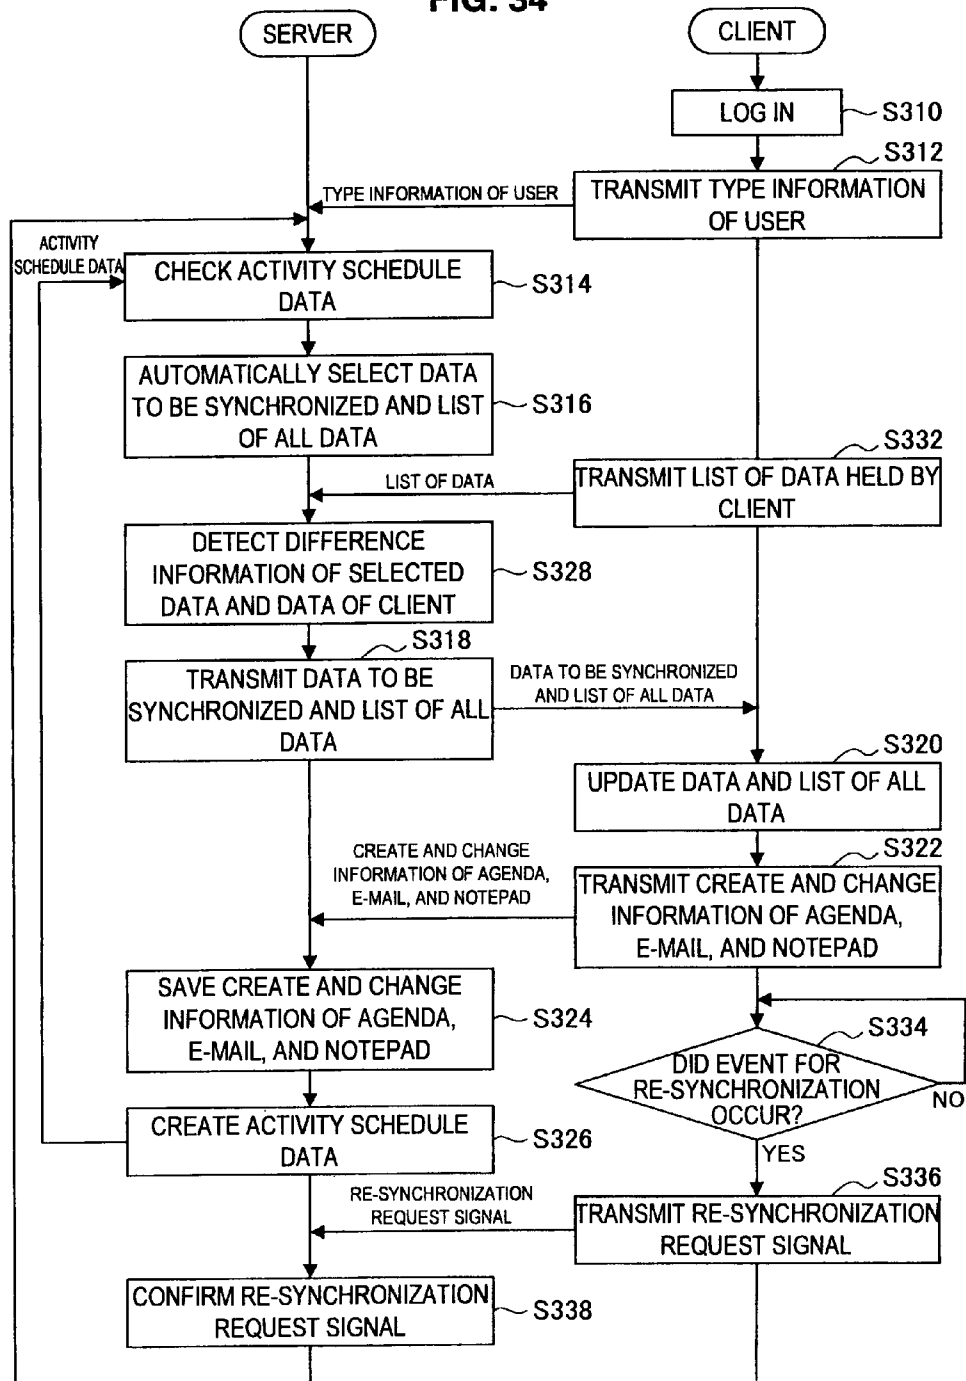 FIG. 34
SERVER
CLIENT
LOG IN
S310
S312
TRANSMIT TYPE INFORMATION
OF USER
TYPE INFORMATION OF USER
ACTIVITY
SCHEDULE DATA
CHECK ACTIVITY SCHEDULE
DATA
S314
AUTOMATICALLY SELECT DATA
TO BE SYNCHRONIZED AND LIST
OF ALL DATA
S316
S332
TRANSMIT LIST OF DATA HELD BY
CLIENT
LIST OF DATA
DETECT DIFFERENCE
INFORMATION OF SELECTED
DATA AND DATA OF CLIENT
S328
S318
TRANSMIT DATA TO BE
SYNCHRONIZED AND LIST OF ALL
DATA
DATA TO BE SYNCHRONIZED
AND LIST OF ALL DATA
S320
UPDATE DATA AND LIST OF ALL
DATA
S322
TRANSMIT CREATE AND CHANGE
INFORMATION OF AGENDA,
E-MAIL, AND NOTEPAD
CREATE AND CHANGE
INFORMATION OF AGENDA,
E-MAIL, AND NOTEPAD
SAVE CREATE AND CHANGE
INFORMATION OF AGENDA,
E-MAIL, AND NOTEPAD
S324
S334
DID EVENT FOR
RE-SYNCHRONIZATION
OCCUR?
NO
YES
CREATE ACTIVITY SCHEDULE
DATA
S326
S336
TRANSMIT RE-SYNCHRONIZATION
REQUEST SIGNAL
RE-SYNCHRONIZATION
REQUEST SIGNAL
CONFIRM RE-SYNCHRONIZATION
REQUEST SIGNAL
S338